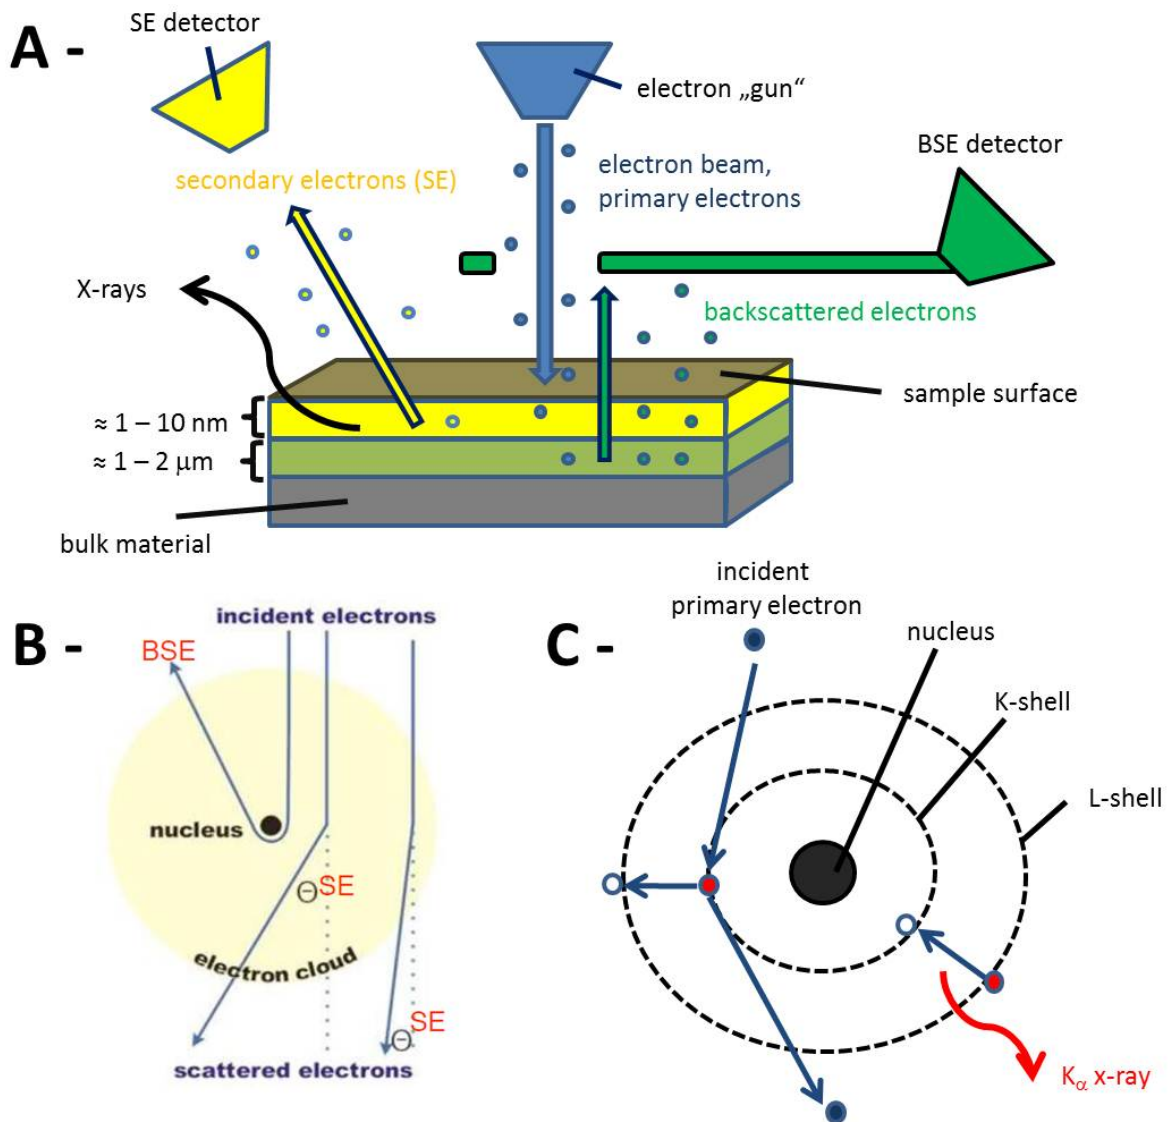 A -
SE detector
electron „gun“
BSE detector
secondary electrons (SE)
electron beam,
primary electrons
X-rays
backscattered electrons
sample surface
≈ 1 – 10 nm
≈ 1 – 2 μm
bulk material
B -
incident electrons
BSE
nucleus
Θ SE
electron cloud
Θ SE
scattered electrons
C -
incident
primary electron
nucleus
K-shell
L-shell
Kα x-ray